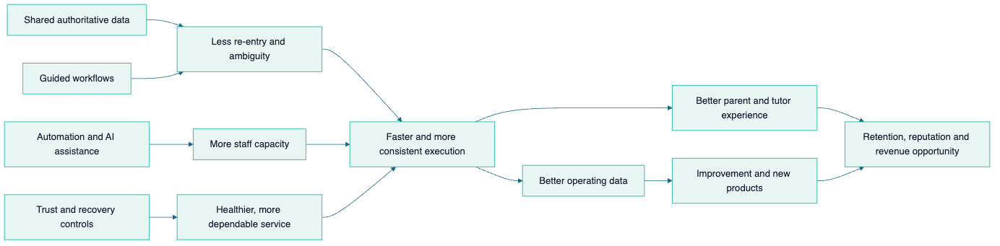 Shared authoritative data
Guided workflows
Less re-entry and
ambiguity
Automation and AI
assistance
More staff capacity
Trust and recovery
controls
Healthier, more
dependable service
Faster and more
consistent execution
Better parent and tutor
experience
Better operating data
Improvement and new
products
Retention, reputation and
revenue opportunity